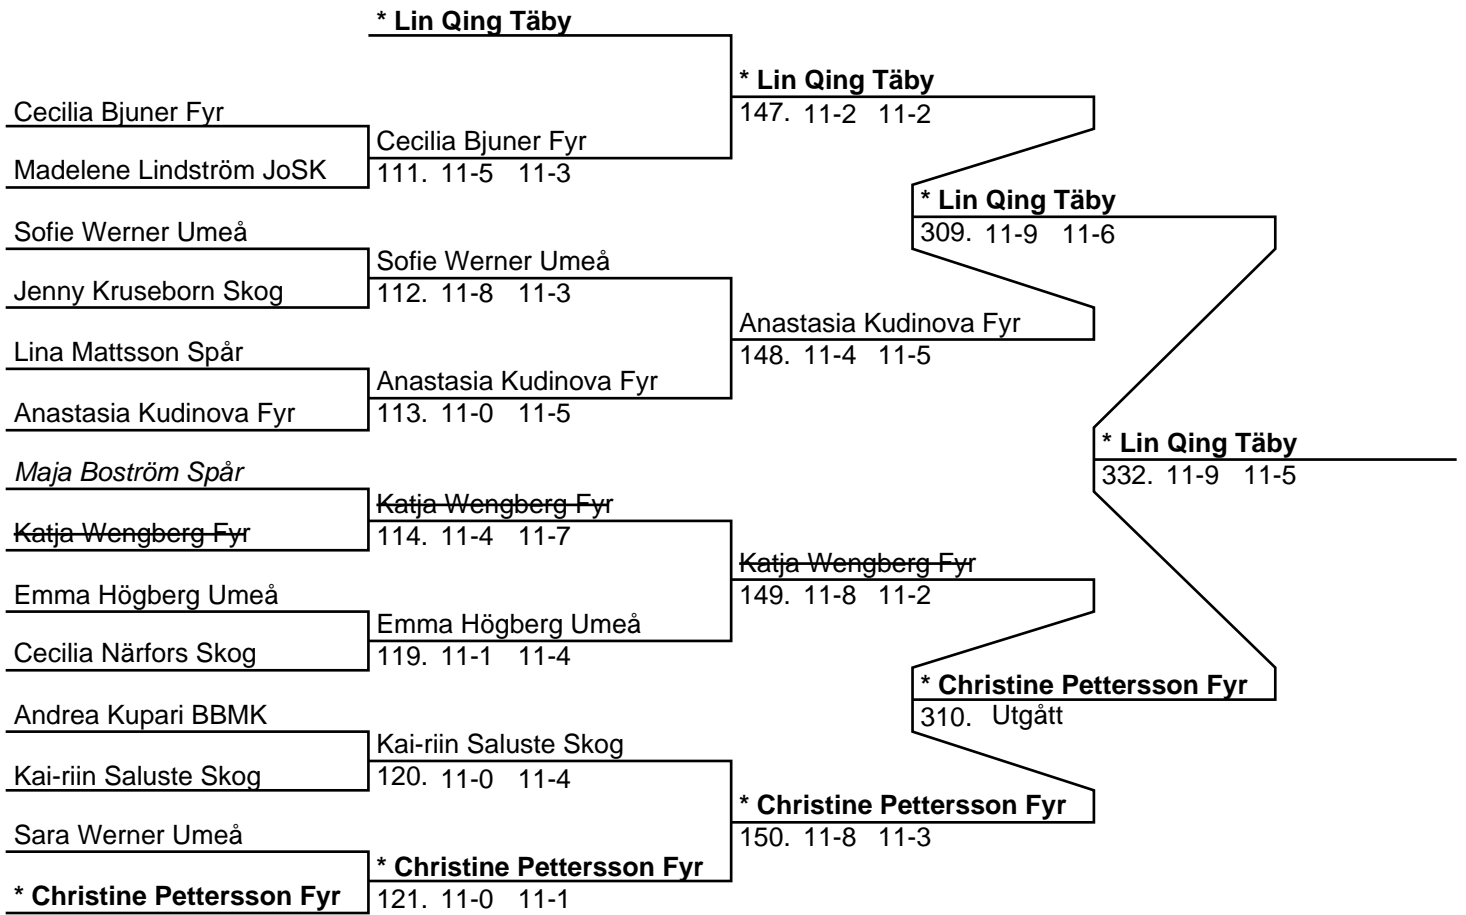 * Lin Qing Täby
* Lin Qing Täby
147. 11-2 11-2
Cecilia Bjuner Fyr
Cecilia Bjuner Fyr
111. 11-5 11-3
Madelene Lindström JoSK
* Lin Qing Täby
309. 11-9 11-6
Sofie Werner Umeå
Sofie Werner Umeå
112. 11-8 11-3
Jenny Kruseborn Skog
Anastasia Kudinova Fyr
148. 11-4 11-5
Lina Mattsson Spår
Anastasia Kudinova Fyr
113. 11-0 11-5
Anastasia Kudinova Fyr
* Lin Qing Täby
332. 11-9 11-5
Maja Boström Spår
Katja Wengberg Fyr
114. 11-4 11-7
Katja Wengberg Fyr
Katja Wengberg Fyr
149. 11-8 11-2
Emma Högberg Umeå
Emma Högberg Umeå
119. 11-1 11-4
Cecilia Närfors Skog
* Christine Pettersson Fyr
310. Utgått
Andrea Kupari BBMK
Kai-riin Saluste Skog
120. 11-0 11-4
Kai-riin Saluste Skog
* Christine Pettersson Fyr
150. 11-8 11-3
Sara Werner Umeå
* Christine Pettersson Fyr
121. 11-0 11-1
* Christine Pettersson Fyr